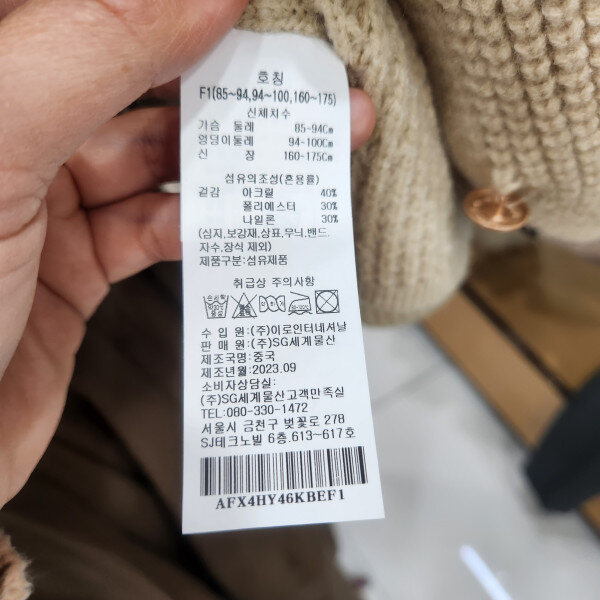 호칭
F1(85~94,94~100,160~175)
신체치수
가슴 둘레 85-94Cm
엉덩이둘레 94-100Cm
신 장 160-175Cm
섬유의조성(혼용률)
겉감 아크릴 40%
폴리에스터 30%
나일론 30%
(심지,보강재,상표,무늬,밴드,
자수,장식 제외)
제품구분:섬유제품
취급상 주의사항
수 입 원:(주)이로인터내셔날
판 매 원:(주)SG세계물산
제조국명:중국
제조년월:2023.09
소비자상담실:
(주)SG세계물산고객만족실
TEL:080-330-1472
서울시 금천구 벚꽃로 278
SJ테크노빌 6층.613~617호
AFX4HY46KBEF1